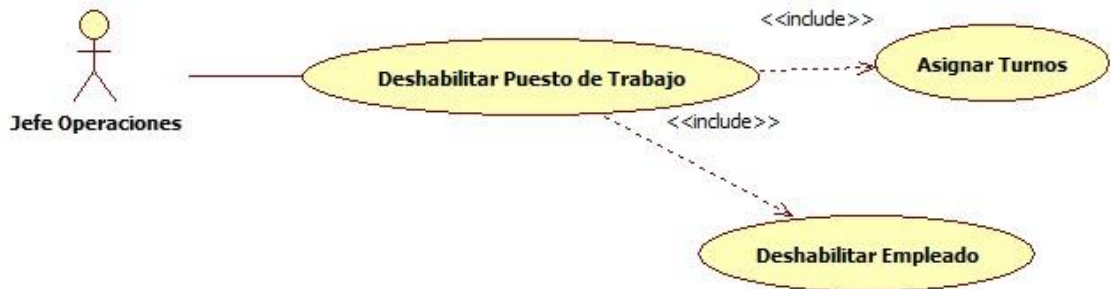 <<include>>
Asignar Turnos
Deshabilitar Puesto de Trabajo
Jefe Operaciones
<<include>>
Deshabilitar Empleado